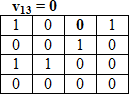 v13 = 0
1 0 0 1
0 0 1 0
1 1 0 0
0 0 0 0